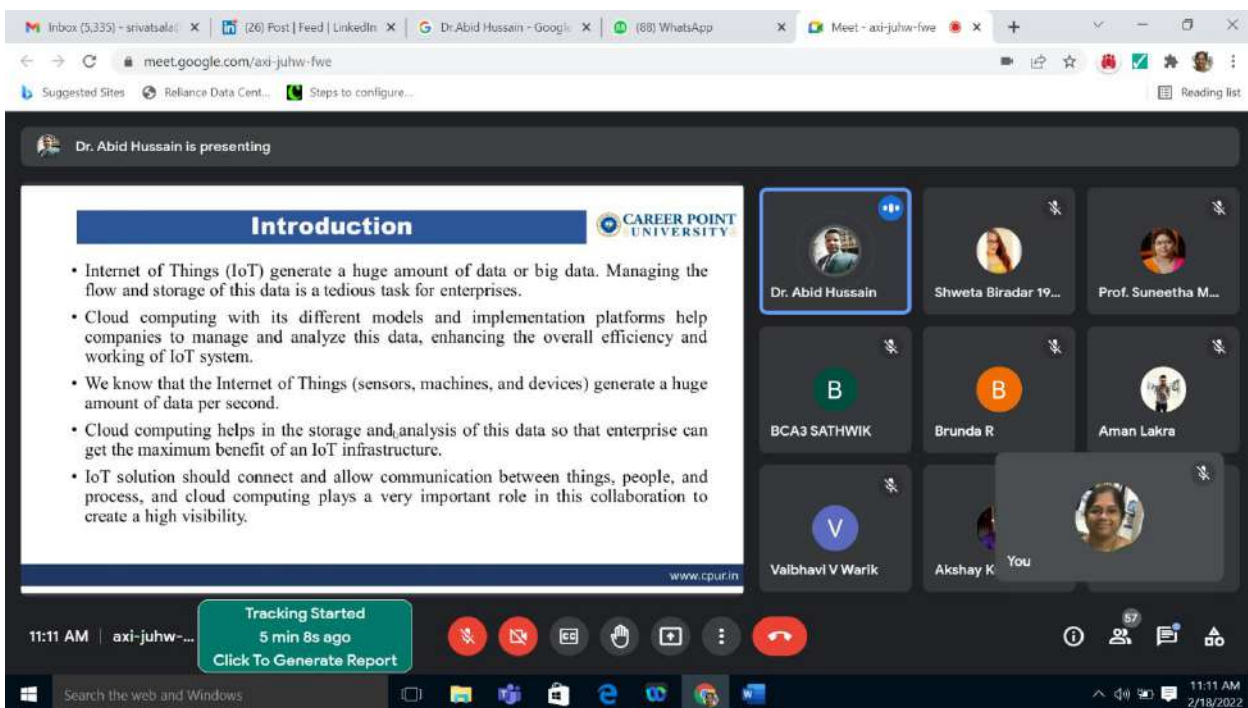 Inbox (5,335) - srivatsala
(26) Post | Feed | LinkedIn
Dr.Abid Hussain - Googl
(88) WhatsApp
Meet - axi-juhw-fwe
meet.google.com/axi-juhw-fwe
Suggested Sites
Reliance Data Cent...
Steps to configure...
Reading list
Dr. Abid Hussain is presenting
Introduction
CAREER POINT
UNIVERSITY
• Internet of Things (IoT) generate a huge amount of data or big data. Managing the
flow and storage of this data is a tedious task for enterprises.
• Cloud computing with its different models and implementation platforms help
companies to manage and analyze this data, enhancing the overall efficiency and
working of IoT system.
• We know that the Internet of Things (sensors, machines, and devices) generate a huge
amount of data per second.
• Cloud computing helps in the storage and analysis of this data so that enterprise can
get the maximum benefit of an IoT infrastructure.
• IoT solution should connect and allow communication between things, people, and
process, and cloud computing plays a very important role in this collaboration to
create a high visibility.
www.cpur.in
Dr. Abid Hussain
Shweta Biradar 19...
Prof. Suneetha M...
B
B
BCA3 SATHWIK
Brunda R
Aman Lakra
V
Vaibhavi V Warik
Akshay K
You
11:11 AM | axi-juhw-...
Tracking Started
5 min 8s ago
Click To Generate Report
57
Search the web and Windows
11:11 AM
2/18/2022